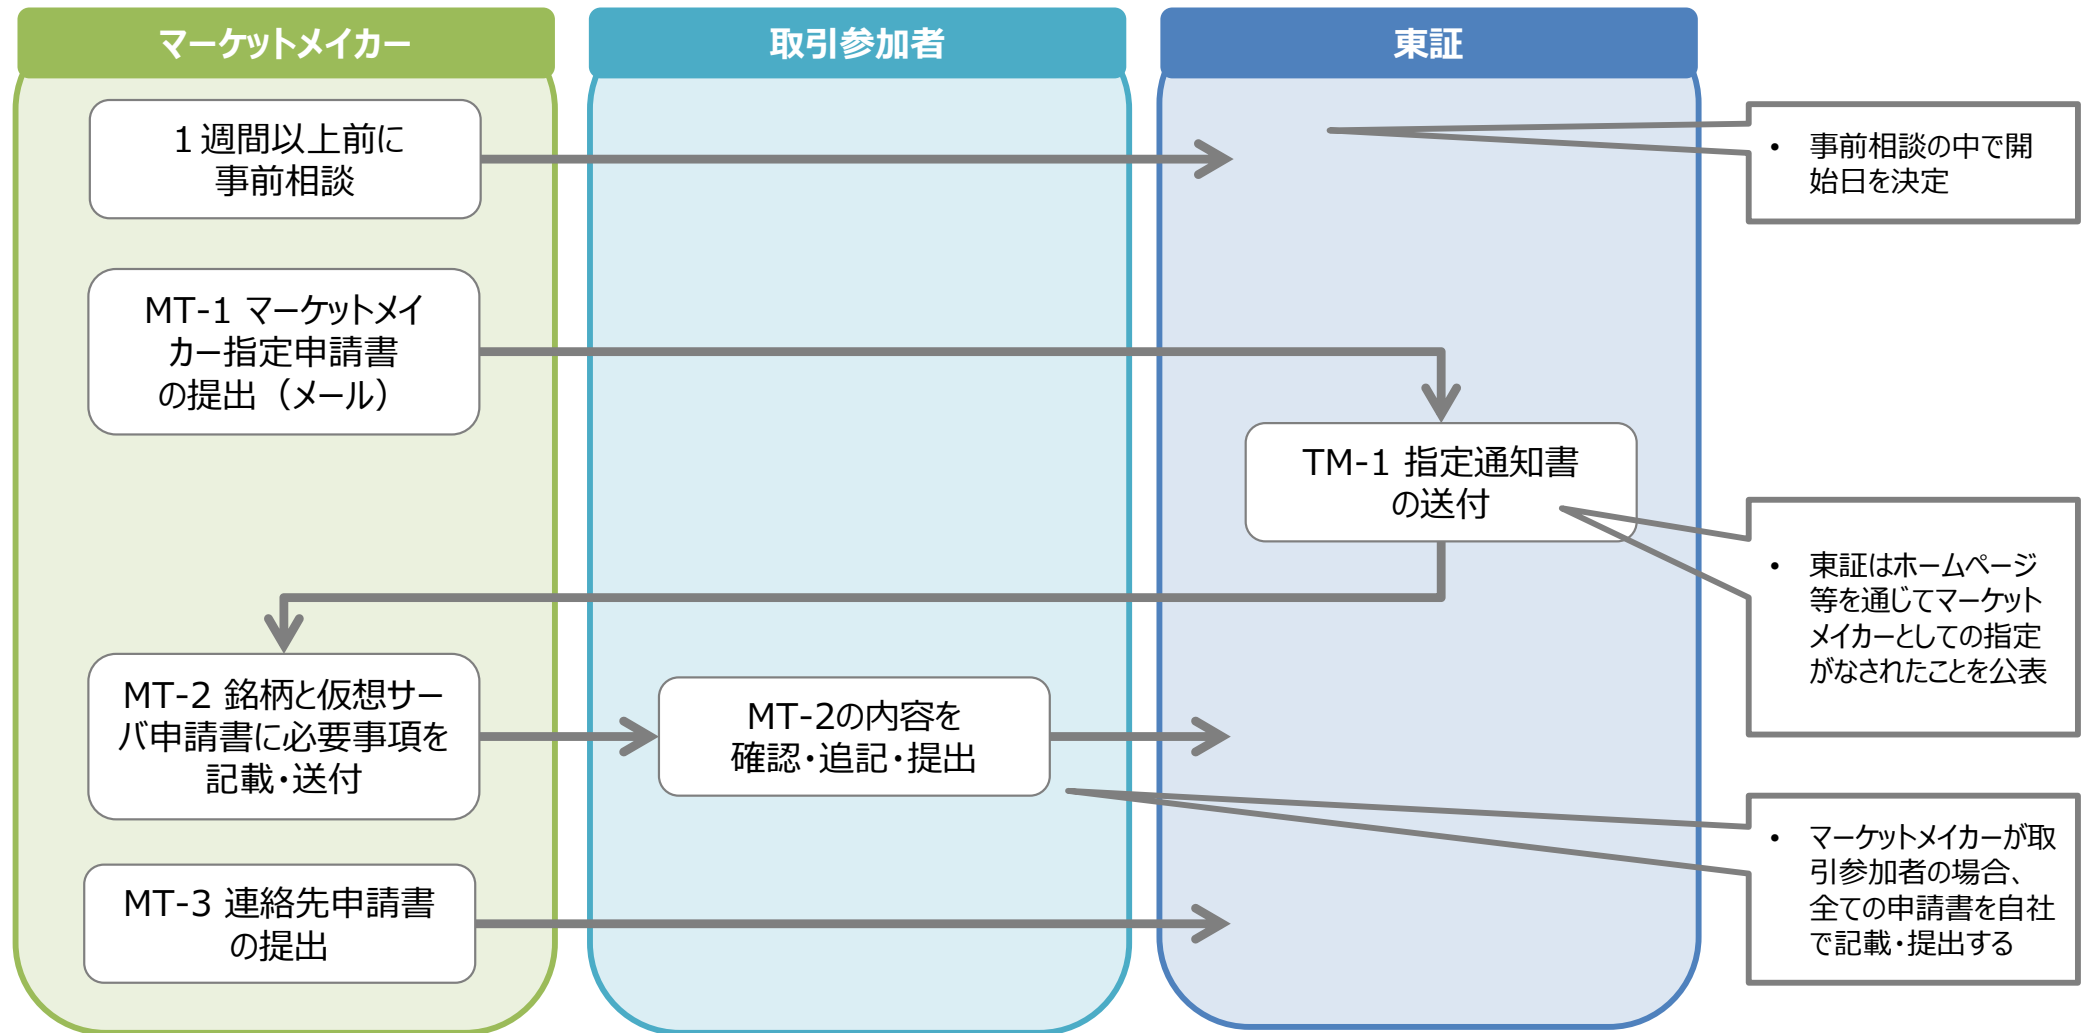 マーケットメイカー
取引参加者
東証
１週間以上前に
事前相談
• 事前相談の中で開
始日を決定
MT-1 マーケットメイ
カー指定申請書
の提出（メール）
TM-1 指定通知書
の送付
• 東証はホームページ
等を通じてマーケット
メイカーとしての指定
がなされたことを公表
MT-2 銘柄と仮想サー
バ申請書に必要事項を
記載・送付
MT-2の内容を
確認・追記・提出
• マーケットメイカーが取
引参加者の場合、
全ての申請書を自社
で記載・提出する
MT-3 連絡先申請書
の提出